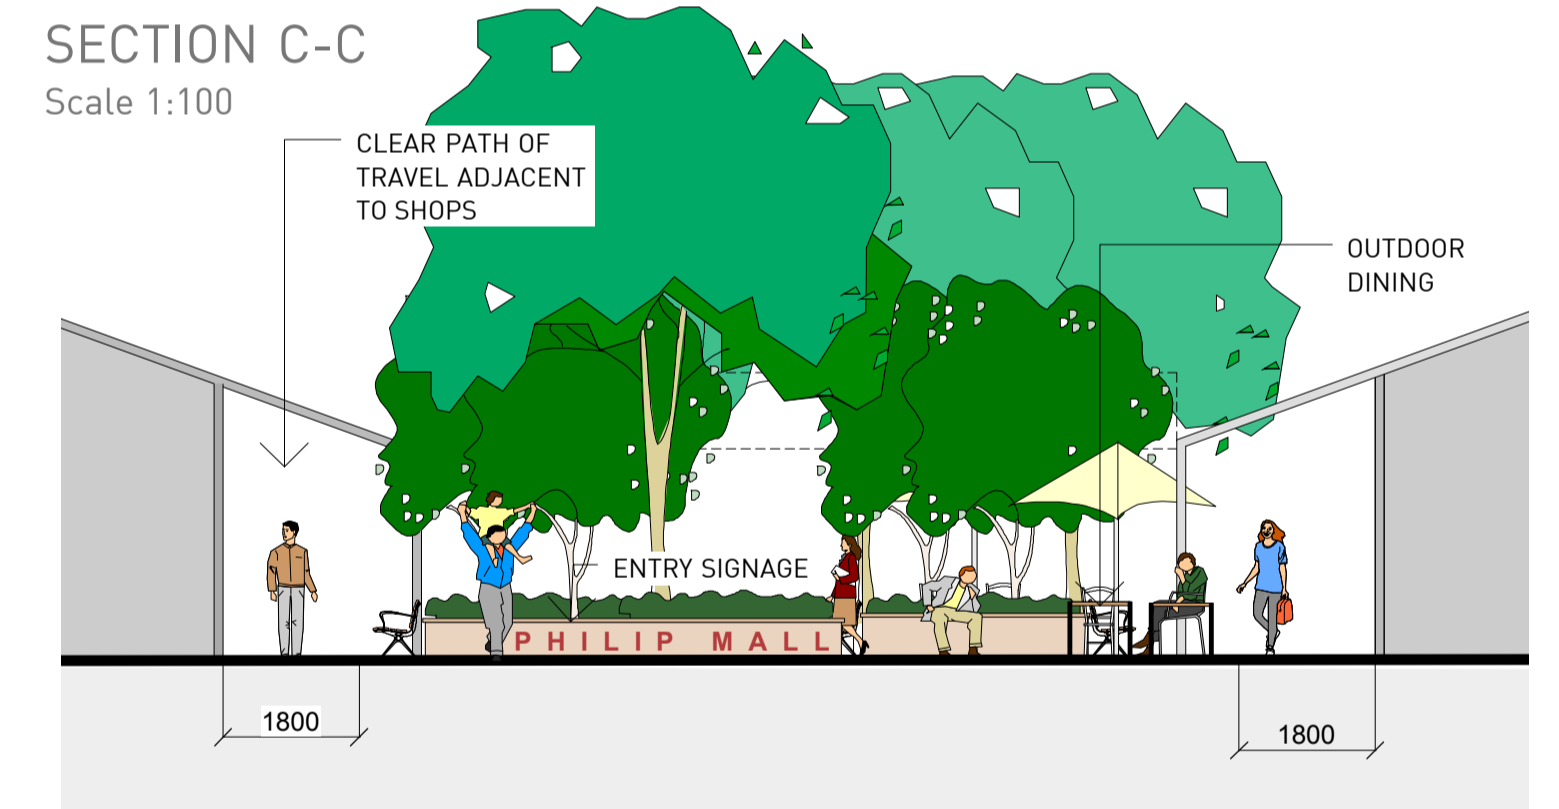 SECTION C-C
Scale 1:100
CLEAR PATH OF
TRAVEL ADJACENT
TO SHOPS
OUTDOOR
DINING
ENTRY SIGNAGE
PHILIP MALL
1800
1800